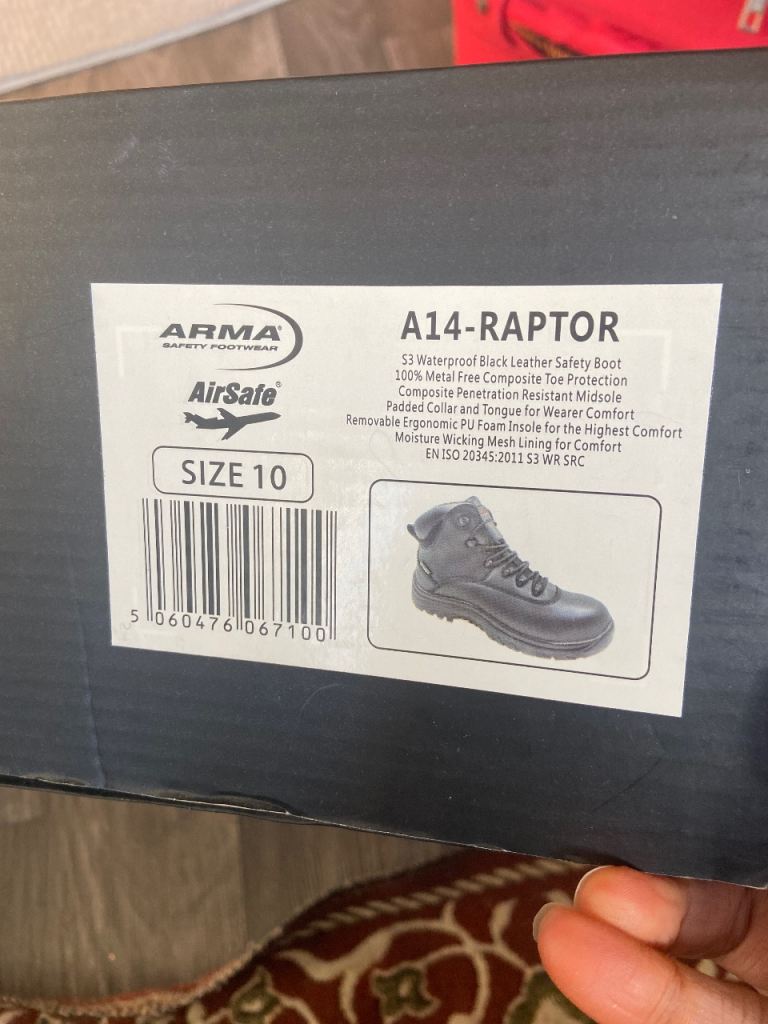 ARMA®
SAFETY FOOTWEAR
AirSafe®
SIZE 10
5 060476 067100
A14-RAPTOR
S3 Waterproof Black Leather Safety Boot
100% Metal Free Composite Toe Protection
Composite Penetration Resistant Midsole
Padded Collar and Tongue for Wearer Comfort
Removable Ergonomic PU Foam Insole for the Highest Comfort
Moisture Wicking Mesh Lining for Comfort
EN ISO 20345:2011 S3 WR SRC